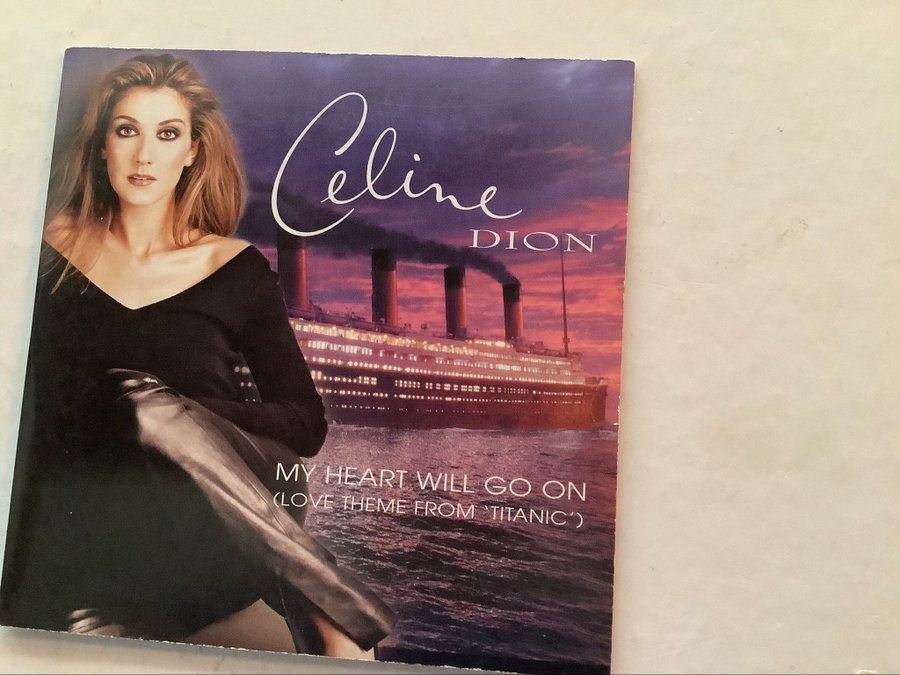 Celine
DION
MY HEART WILL GO ON
(LOVE THEME FROM 'TITANIC')